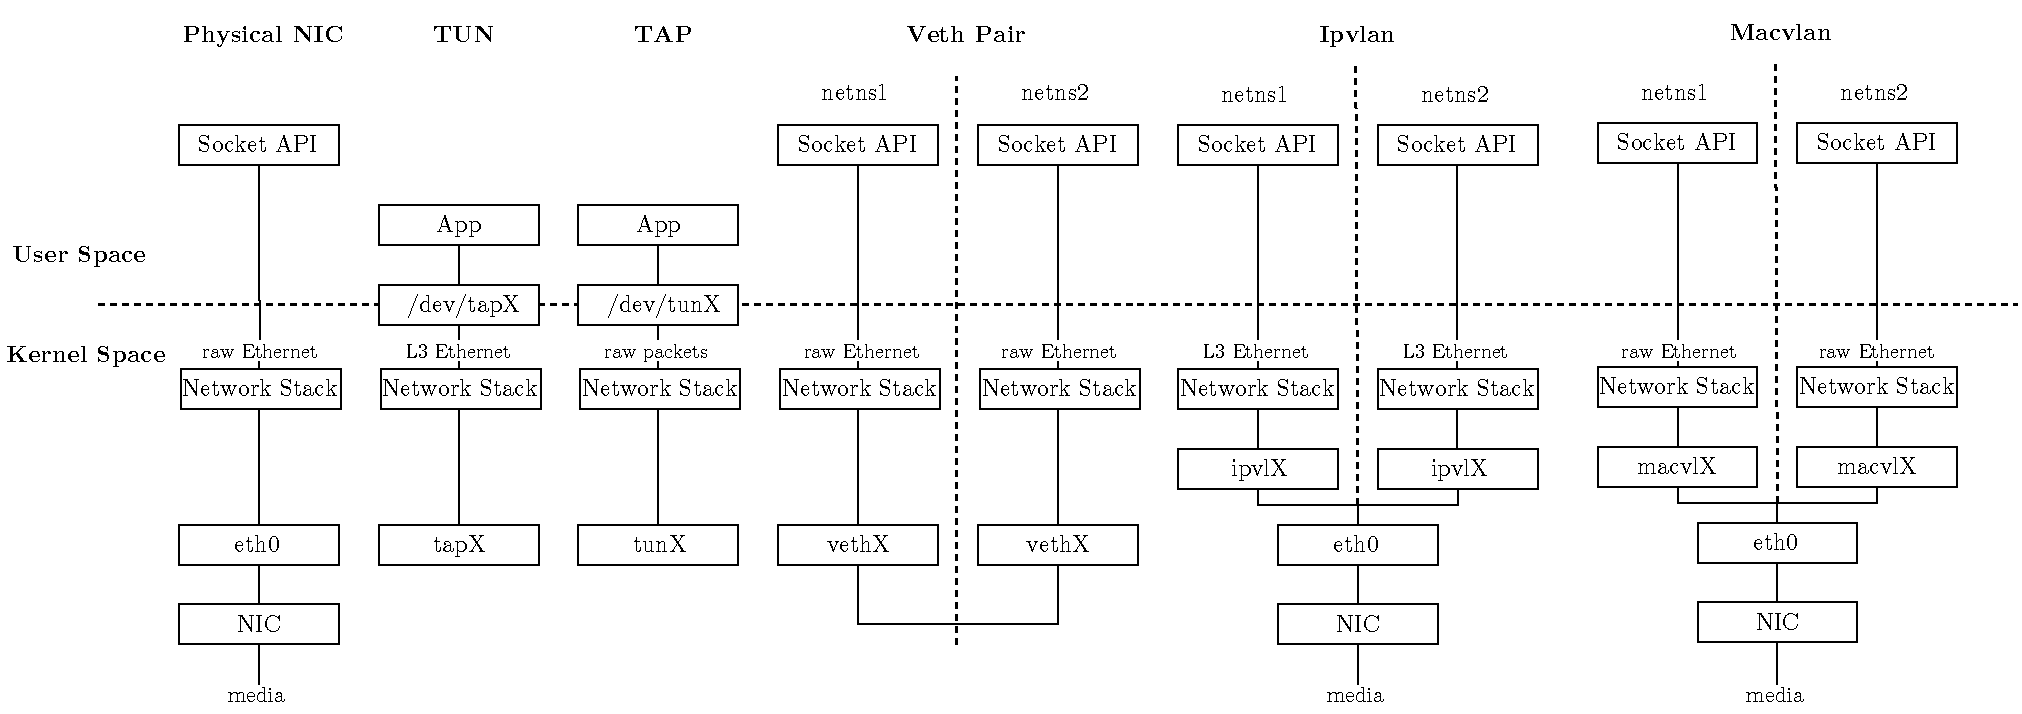 Physical NIC TUN TAP Veth Pair Ipvlan Macvlan
netns1 netns2 netns1 netns2 netns1 netns2
Socket API Socket API Socket API Socket API Socket API Socket API Socket API
App App
User Space
/dev/tapX /dev/tunX
Kernel Space raw Ethernet L3 Ethernet raw packets raw Ethernet raw Ethernet L3 Ethernet L3 Ethernet raw Ethernet raw Ethernet
Network Stack Network Stack Network Stack Network Stack Network Stack Network Stack Network Stack Network Stack Network Stack
ipvlX ipvlX macvlX macvlX
eth0 tapX tunX vethX vethX eth0 eth0
NIC NIC NIC
media media media